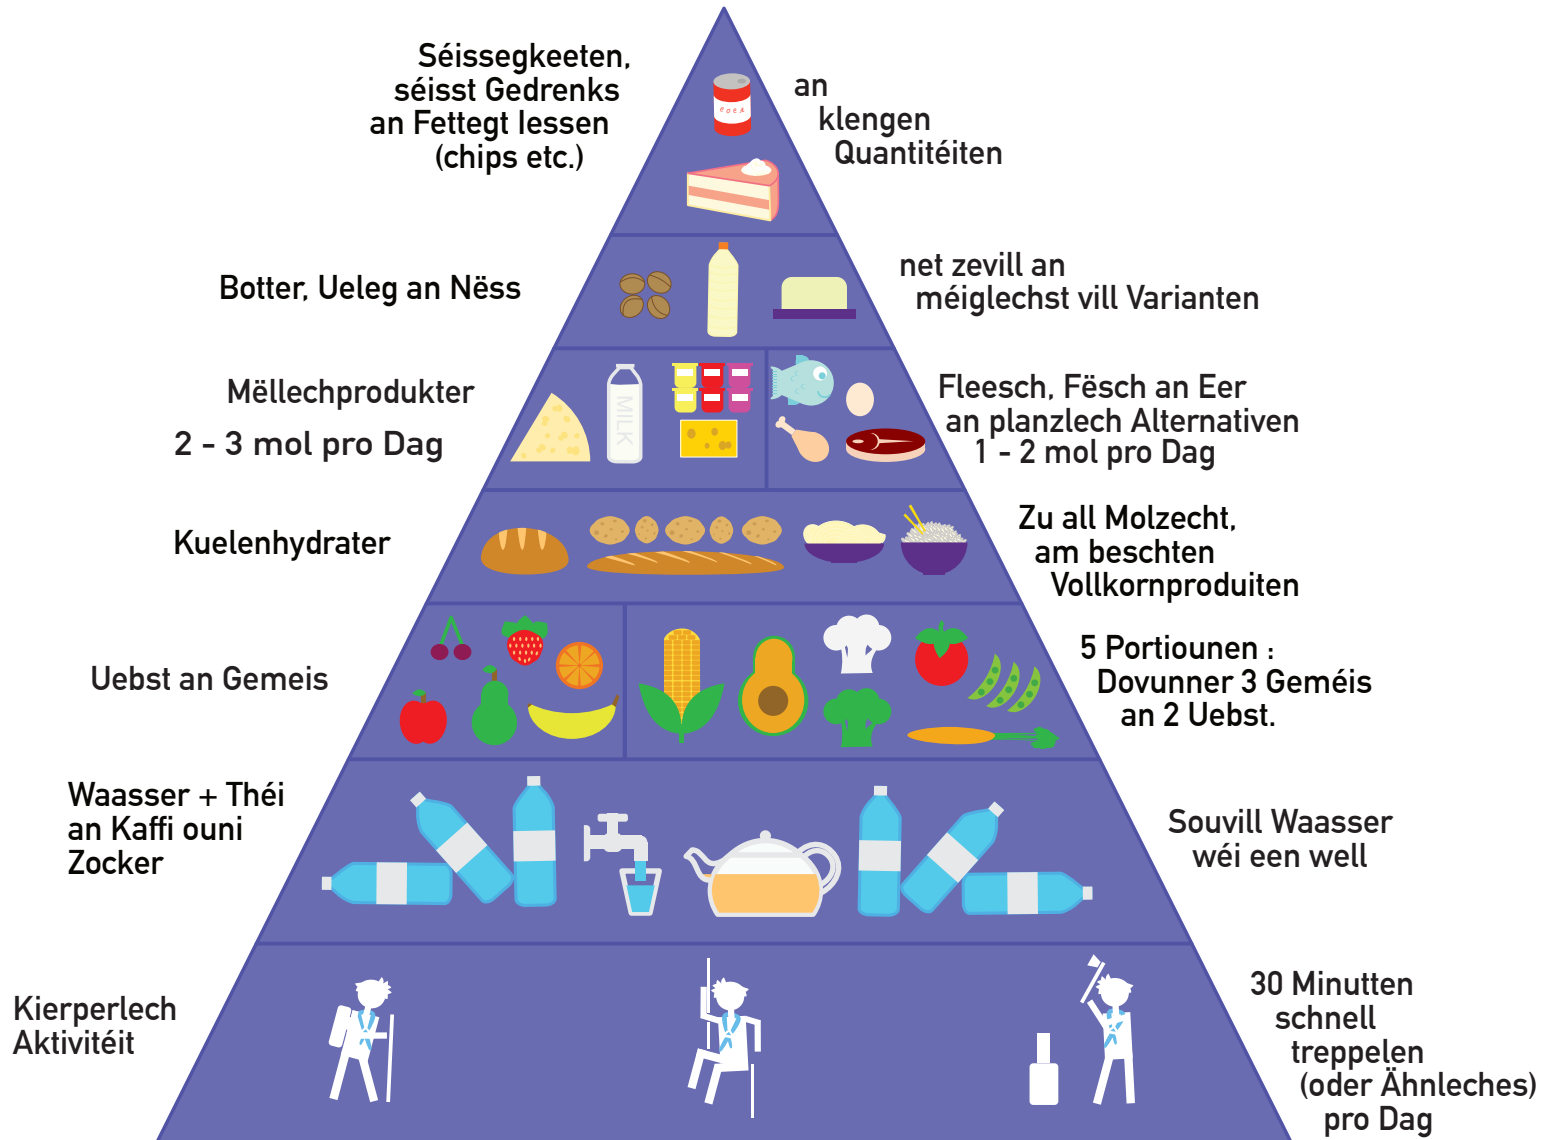 Séissegkeeten,
séisst Gedrenks
an Fettegt Iessen
(chips etc.)
an
klengen
Quantitéiten
Botter, Ueleg an Nëss
net zevill an
méiglechst vill Varianten
Mëllechprodukter
2 - 3 mol pro Dag
MILK
Fleesch, Fësch an Eer
an planzlech Alternativen
1 - 2 mol pro Dag
Kuelenhydrater
Zu all Molzecht,
am beschten
Vollkornproduiten
Uebst an Gemeis
5 Portiounen :
Dovunner 3 Geméis
an 2 Uebst.
Waasser + Théi
an Kaffi ouni
Zocker
Souvill Waasser
wéi een well
Kierperlech
Aktivitéit
30 Minutten
schnell
treppelen
(oder Ähnleches)
pro Dag